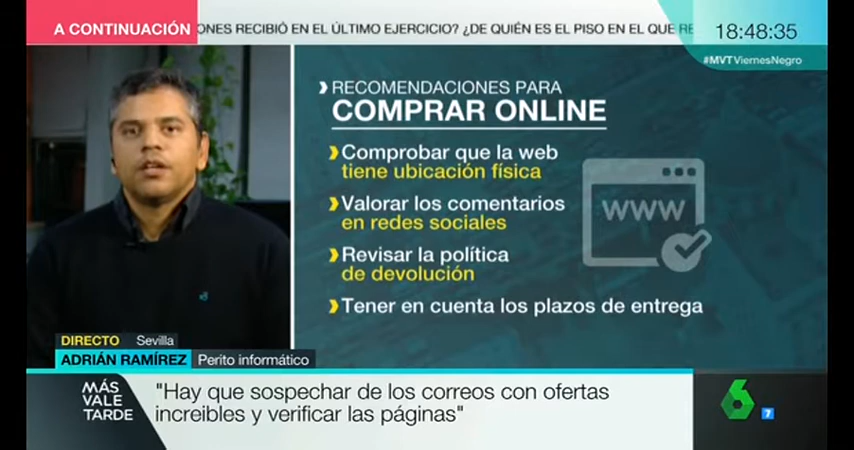 A CONTINUACIÓN
ONES RECIBIÓ EN EL ÚLTIMO EJERCICIO? ¿DE QUIÉN ES EL PISO EN EL QUE RE
18:48:35
#MVTViernesNegro
RECOMENDACIONES PARA
COMPRAR ONLINE
Comprobar que la web
tiene ubicación física
Valorar los comentarios
en redes sociales
Revisar la política
de devolución
Tener en cuenta los plazos de entrega
WWW
DIRECTO Sevilla
ADRIÁN RAMÍREZ Perito informático
MÁS
VALE
TARDE
"Hay que sospechar de los correos con ofertas
increibles y verificar las páginas"
6
7